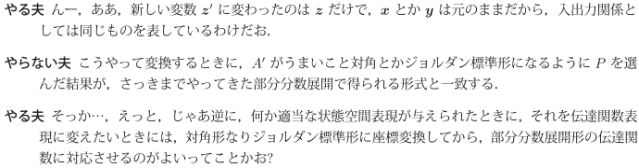 やる夫 んー，ああ，新しい変数 z′ に変わったのは z だけで，x とか y は元のままだから，入出力関係と
しては同じものを表しているわけだお．
やらない夫 こうやって変換するときに，A′ がうまいこと対角とかジョルダン標準形になるように P を選
んだ結果が，さっきまでやってきた部分分数展開で得られる形式と一致する．
やる夫 そっか…，えっと，じゃあ逆に，何か適当な状態空間表現が与えられたときに，それを伝達関数表
現に変えたいときには，対角形なりジョルダン標準形に座標変換してから，部分分数展開形の伝達関
数に対応させるのがよいってことかお？